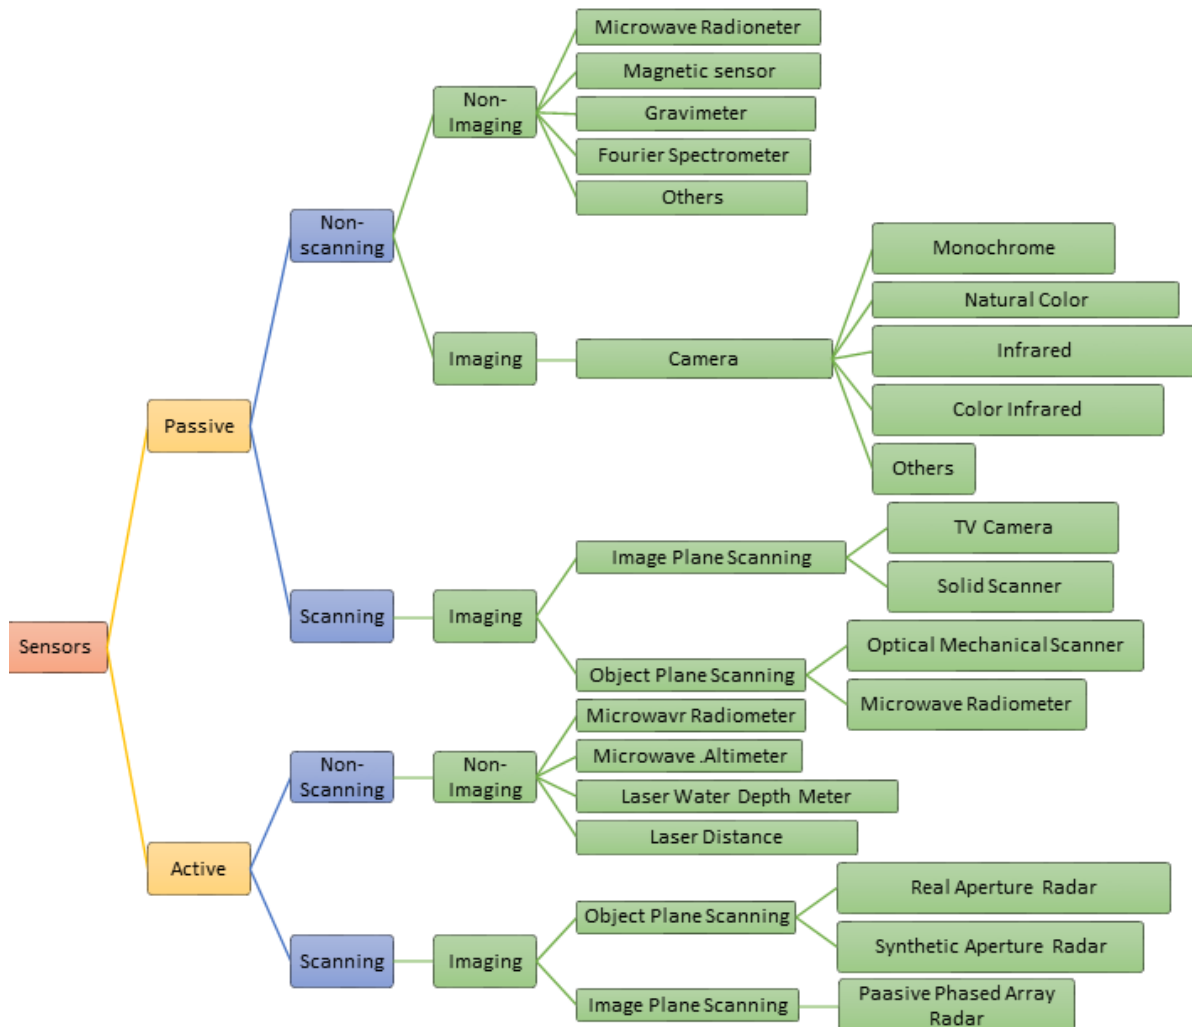 Microwave Radioneter
Magnetic sensor
Non-
Imaging
Gravimeter
Fourier Spectrometer
Others
Non-
scanning
Monochrome
Natural Color
Imaging
Camera
Infrared
Color Infrared
Passive
Others
TV Camera
Image Plane Scanning
Solid Scanner
Scanning
Imaging
Sensors
Optical Mechanical Scanner
Object Plane Scanning
Microwave Radiometer
Microwavr Radiometer
Non-
Scanning
Non-
Imaging
Microwave .Altimeter
Laser Water Depth Meter
Laser Distance
Active
Real Aperture Radar
Object Plane Scanning
Synthetic Aperture Radar
Scanning
Imaging
Image Plane Scanning
Paasive Phased Array
Radar